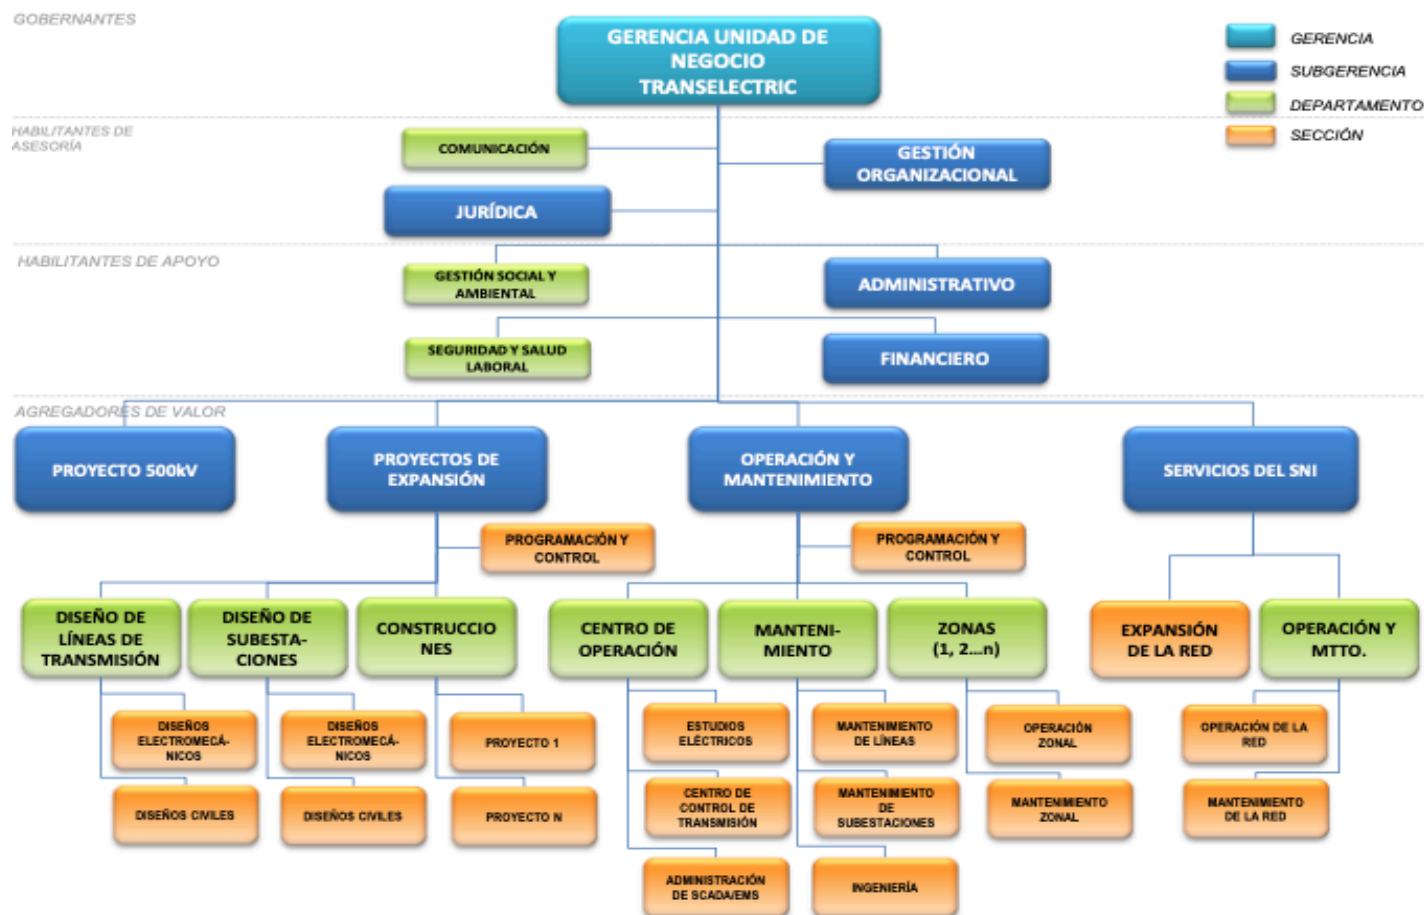 GOBERNANTES
GERENCIA UNIDAD DE
NEGOCIO
TRANSELECTRIC
GERENCIA
SUBGERENCIA
DEPARTAMENTO
SECCIÓN
HABILITANTES DE
ASESORÍA
COMUNICACIÓN
GESTIÓN
ORGANIZACIONAL
JURÍDICA
HABILITANTES DE APOYO
GESTIÓN SOCIAL Y
AMBIENTAL
ADMINISTRATIVO
SEGURIDAD Y SALUD
LABORAL
FINANCIERO
AGREGADORES DE VALOR
PROYECTO 500kV
PROYECTOS DE
EXPANSIÓN
OPERACIÓN Y
MANTENIMIENTO
SERVICIOS DEL SNI
PROGRAMACIÓN Y
CONTROL
PROGRAMACIÓN Y
CONTROL
DISEÑO DE
LÍNEAS DE
TRANSMISIÓN
DISEÑO DE
SUBESTA-
CIONES
CONSTRUCCIO
NES
CENTRO DE
OPERACIÓN
MANTENI-
MIENTO
ZONAS
(1, 2...n)
EXPANSIÓN
DE LA RED
OPERACIÓN Y
MTTO.
DISEÑOS
ELECTROMECÁ-
NICOS
DISEÑOS
ELECTROMECÁ-
NICOS
PROYECTO 1
ESTUDIOS
ELÉCTRICOS
MANTENIMIENTO
DE LÍNEAS
OPERACIÓN
ZONAL
OPERACIÓN DE LA
RED
DISEÑOS CIVILES
DISEÑOS CIVILES
PROYECTO N
CENTRO DE
CONTROL DE
TRANSMISIÓN
MANTENIMIENTO
DE
SUBESTACIONES
MANTENIMIENTO
ZONAL
MANTENIMIENTO
DE LA RED
ADMINISTRACIÓN
DE SCADA/EMS
INGENIERÍA